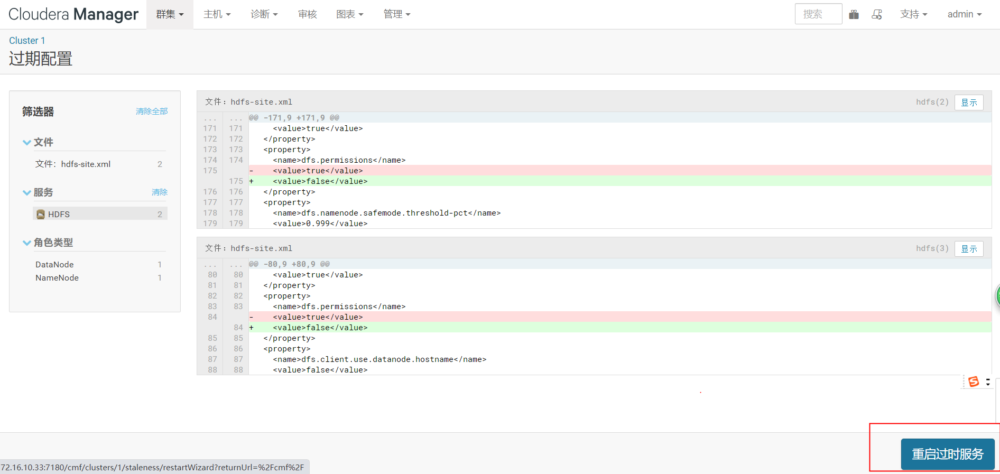 Cloudera Manager 群集 主机 诊断 审核 图表 管理 搜索 支持 admin
Cluster 1
过期配置
筛选器 清除全部
文件
文件: hdfs-site.xml 2
服务 清除
HDFS 2
角色类型
DataNode 1
NameNode 1
文件: hdfs-site.xml hdfs(2) 显示
... ... @@ -171,9 +171,9 @@
171 171 <value>true</value>
172 172 </property>
173 173 <property>
174 174 <name>dfs.permissions</name>
175 - <value>true</value>
175 + <value>false</value>
176 176 </property>
177 177 <property>
178 178 <name>dfs.namenode.safemode.threshold-pct</name>
179 179 <value>0.999</value>
文件: hdfs-site.xml hdfs(3) 显示
... ... @@ -80,9 +80,9 @@
80 80 <value>true</value>
81 81 </property>
82 82 <property>
83 83 <name>dfs.permissions</name>
84 - <value>true</value>
84 + <value>false</value>
85 85 </property>
86 86 <property>
87 87 <name>dfs.client.use.datanode.hostname</name>
88 88 <value>false</value>
重启过时服务
72.16.10.33:7180/cmf/clusters/1/staleness/restartWizard?returnUrl=%2Fcmf%2F